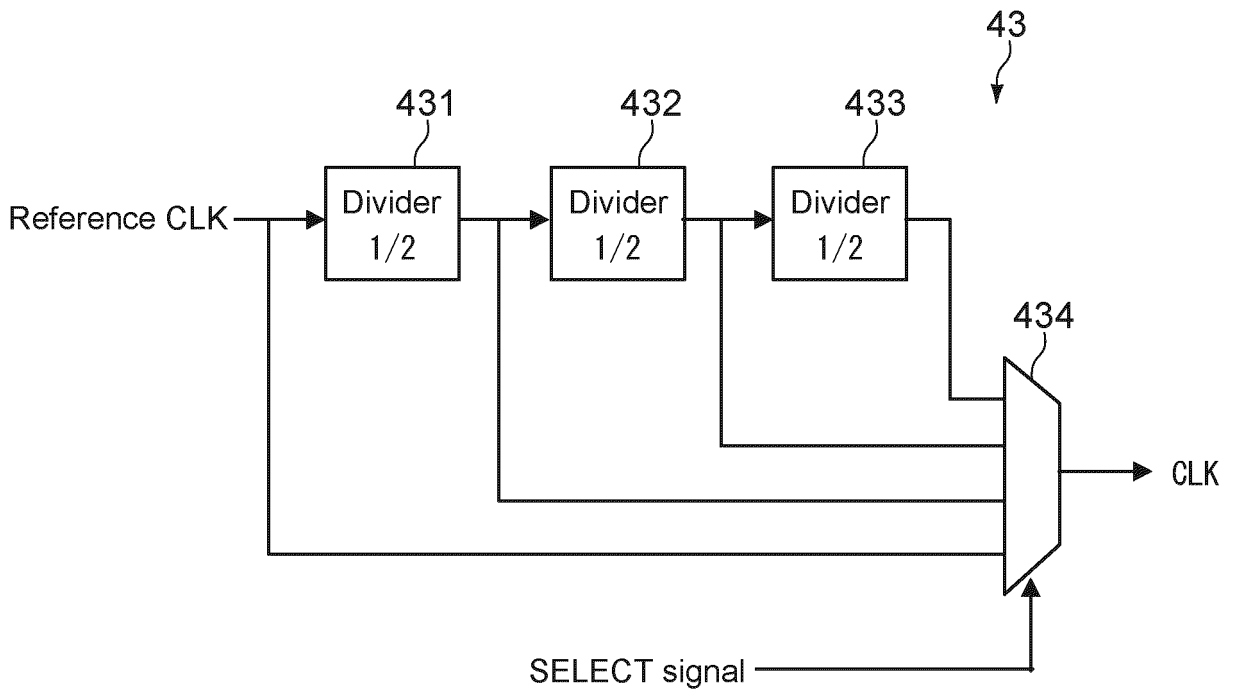 43
431
432
433
Reference CLK
Divider
1/2
Divider
1/2
Divider
1/2
434
CLK
SELECT signal